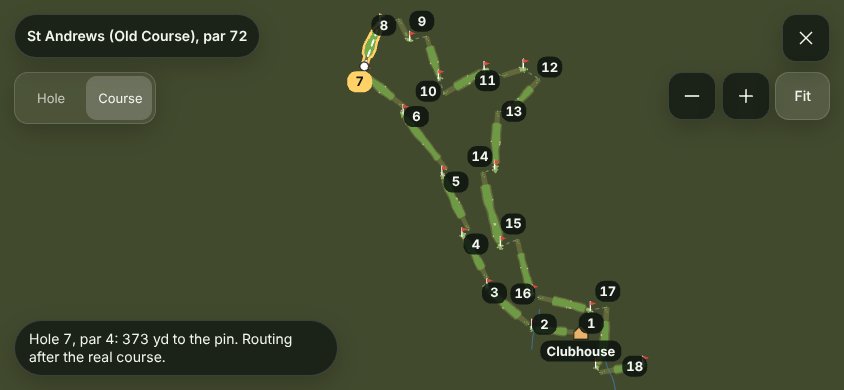 St Andrews (Old Course), par 72
Hole
Course
Fit
8
9
7
10
11
12
6
13
14
5
15
4
3
16
17
2
1
Clubhouse
18
Hole 7, par 4: 373 yd to the pin. Routing
after the real course.